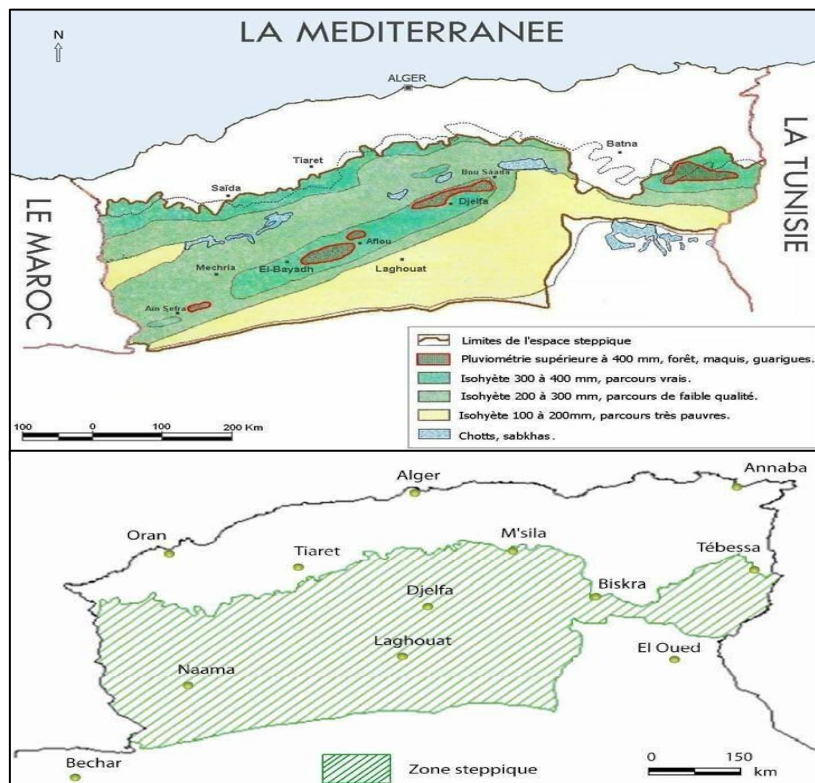 LA MEDITERRANEE
N
ALGER
LA TUNISIE
Batna
Tiaret
Bou Sâada
Saïda
Djelfa
LE MAROC
Aflou
Mechria
El-Bayadh
Laghouat
Ain Sefra
Limites de l'espace steppique
Pluviométrie supérieure à 400 mm, forêt, maquis, guarigues.
Isohyète 300 à 400 mm, parcours vrais.
Isohyète 200 à 300 mm, parcours de faible qualité.
Isohyète 100 à 200mm, parcours très pauvres.
Chotts, sabkhas.
100 0 100 200 Km
Annaba
Alger
Oran
M'sila
Tiaret
Tébessa
Biskra
Djelfa
Laghouat
El Oued
Naama
Bechar
Zone steppique
0 150
km